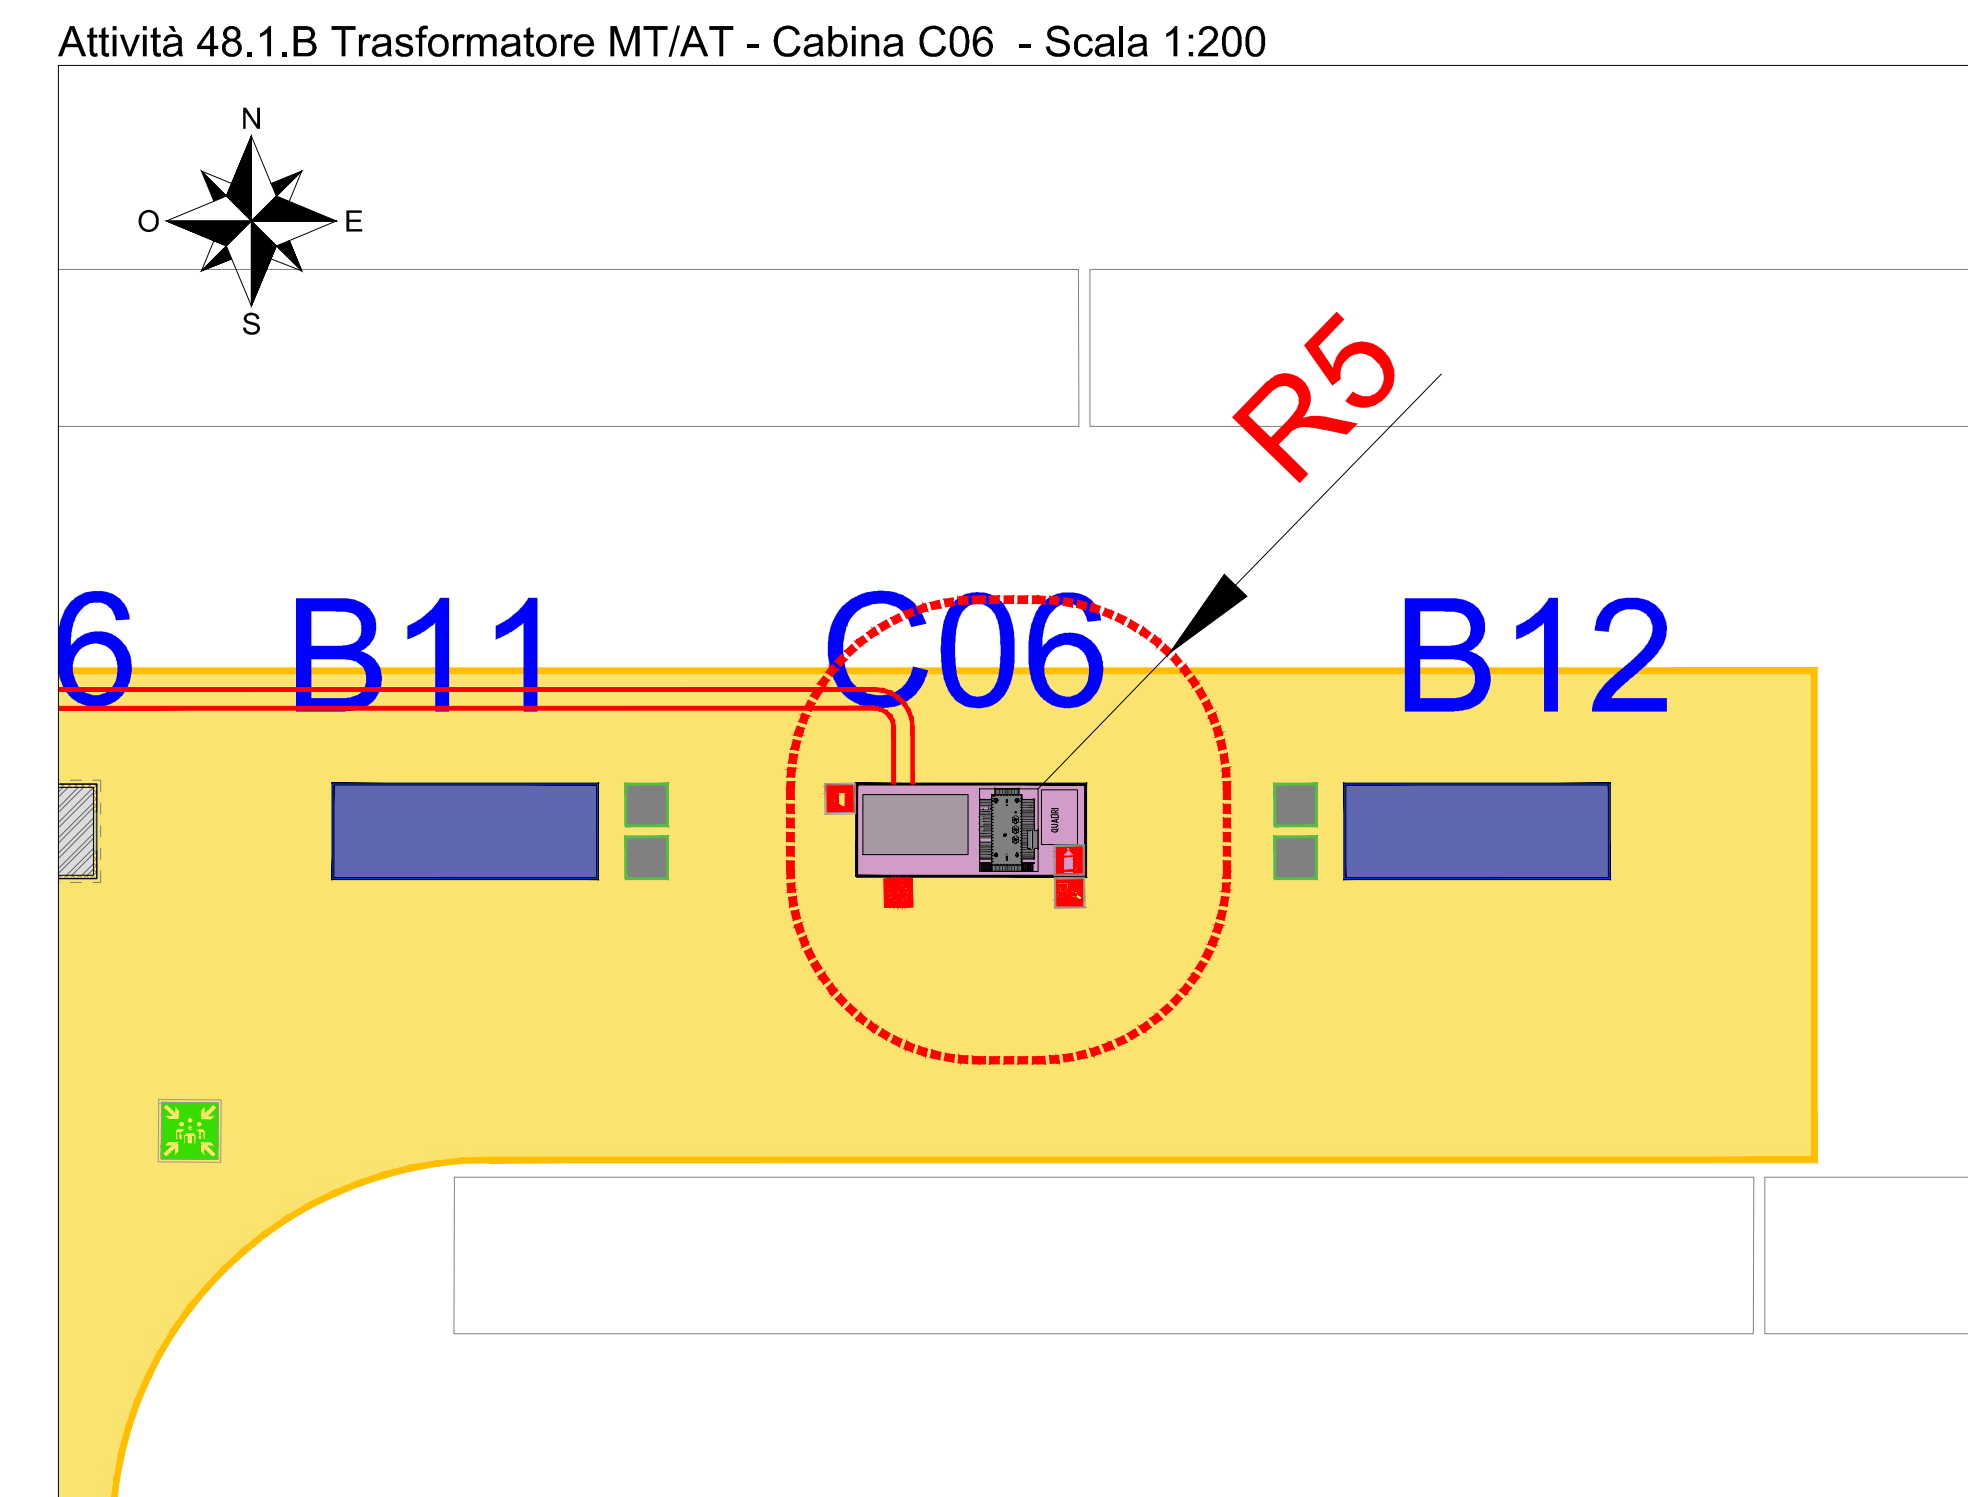 Attività 48.1.B Trasformatore MT/AT - Cabina C06 - Scala 1:200
N
O
E
S
R5
6
B11
C06
B12
QUADRI